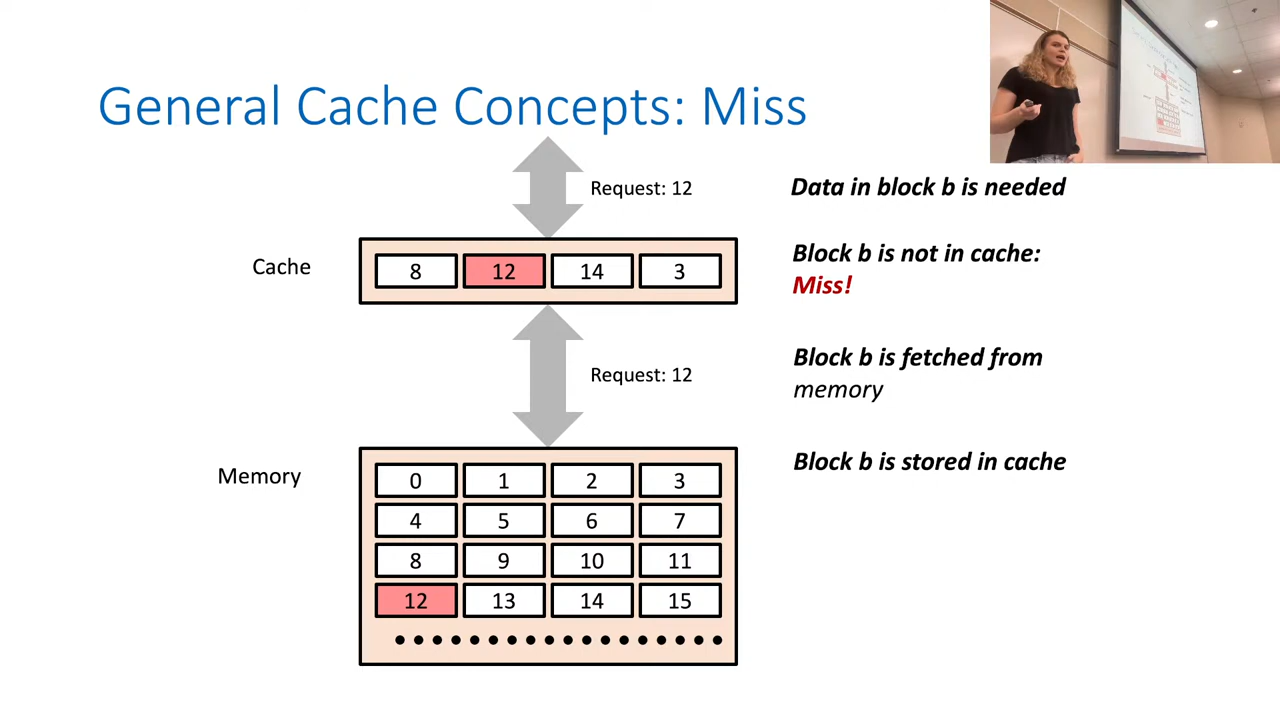 General Cache Concepts: Miss
Request: 12
Data in block b is needed
Cache
8 12 14 3
Block b is not in cache:
Miss!
Request: 12
Block b is fetched from
memory
Memory
Block b is stored in cache
0 1 2 3
4 5 6 7
8 9 10 11
12 13 14 15